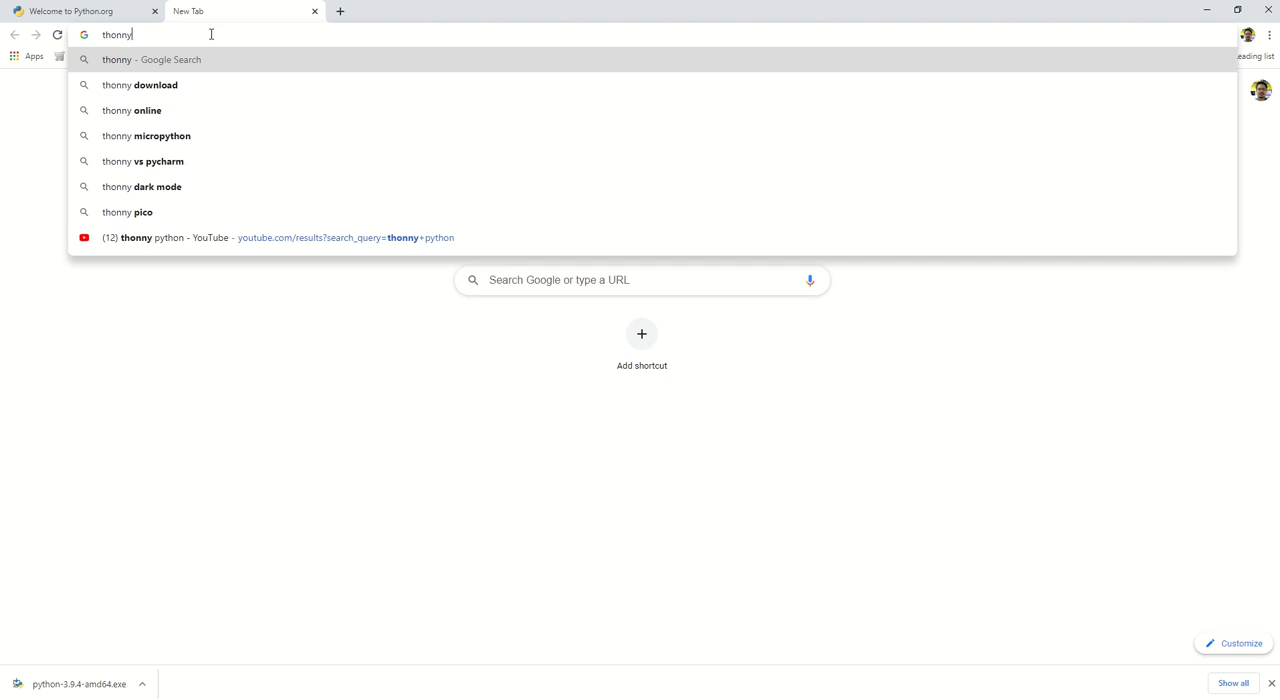 Welcome to Python.org
New Tab
thonny
Apps
eading list
thonny - Google Search
thonny download
thonny online
thonny micropython
thonny vs pycharm
thonny dark mode
thonny pico
(12) thonny python - YouTube - youtube.com/results?search_query=thonny+python
Search Google or type a URL
Add shortcut
Customize
python-3.9.4-amd64.exe
Show all